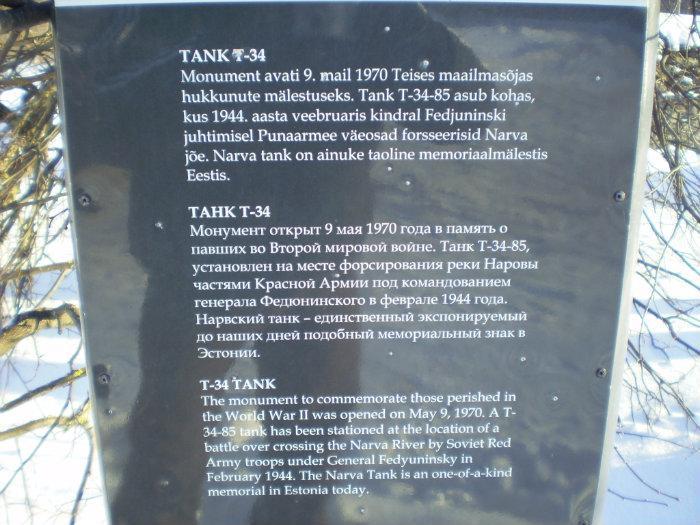 TANK T-34
Monument avati 9. mail 1970 Teises maailmasõjas
hukkunute mälestuseks. Tank T-34-85 asub kohas,
kus 1944. aasta veebruaris kindral Fedjuninski
juhtimisel Punaarmee väeosad forsseerisid Narva
jõe. Narva tank on ainuke taoline memoriaalmälestis
Eestis.
ТАНК Т-34
Монумент открыт 9 мая 1970 года в память о
павших во Второй мировой войне. Танк Т-34-85,
установлен на месте форсирования реки Наровы
частями Красной Армии под командованием
генерала Федюнинского в феврале 1944 года.
Нарвский танк – единственный экспонируемый
до наших дней подобный мемориальный знак в
Эстонии.
T-34 TANK
The monument to commemorate those perished in
the World War II was opened on May 9, 1970. A T-
34-85 tank has been stationed at the location of a
battle over crossing the Narva River by Soviet Red
Army troops under General Fedyuninsky in
February 1944. The Narva Tank is an one-of-a-kind
memorial in Estonia today.